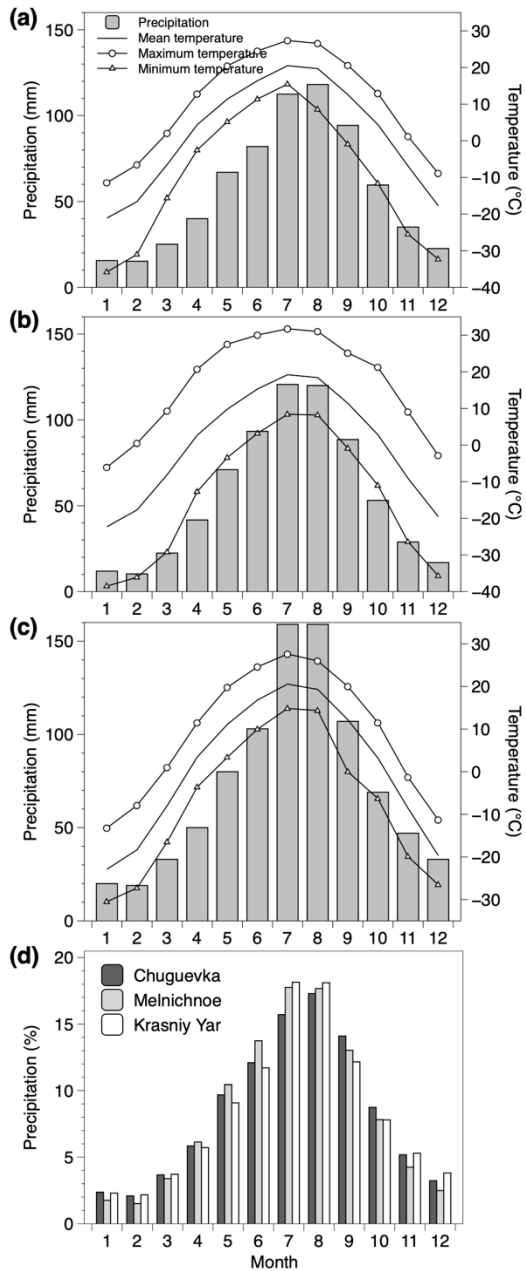 (a)
Precipitation
Mean temperature
Maximum temperature
Minimum temperature
Precipitation (mm)
150
100
50
0
Temperature (°C)
30
20
10
0
−10
−20
−30
−40
1 2 3 4 5 6 7 8 9 10 11 12
(b)
Precipitation (mm)
150
100
50
0
Temperature (°C)
30
20
10
0
−10
−20
−30
−40
1 2 3 4 5 6 7 8 9 10 11 12
(c)
Precipitation (mm)
150
100
50
0
Temperature (°C)
30
20
10
0
−10
−20
−30
1 2 3 4 5 6 7 8 9 10 11 12
(d)
Chuguevka
Melnichnoe
Krasniy Yar
Precipitation (%)
20
15
10
5
0
1 2 3 4 5 6 7 8 9 10 11 12
Month